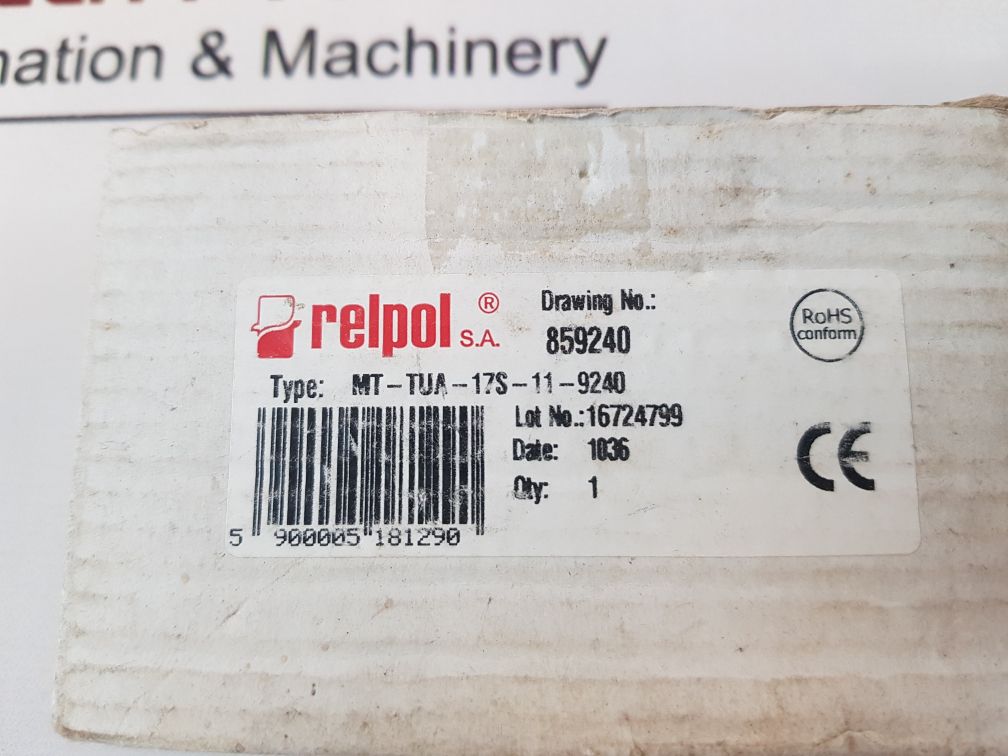 & Machinery
relpol ® S.A.
Drawing No.:
859240
RoHS
conform
Type: MT-TUA-17S-11-9240
Lot No.:16724799
Date: 1036
Qty: 1
CE
5 900005 181290